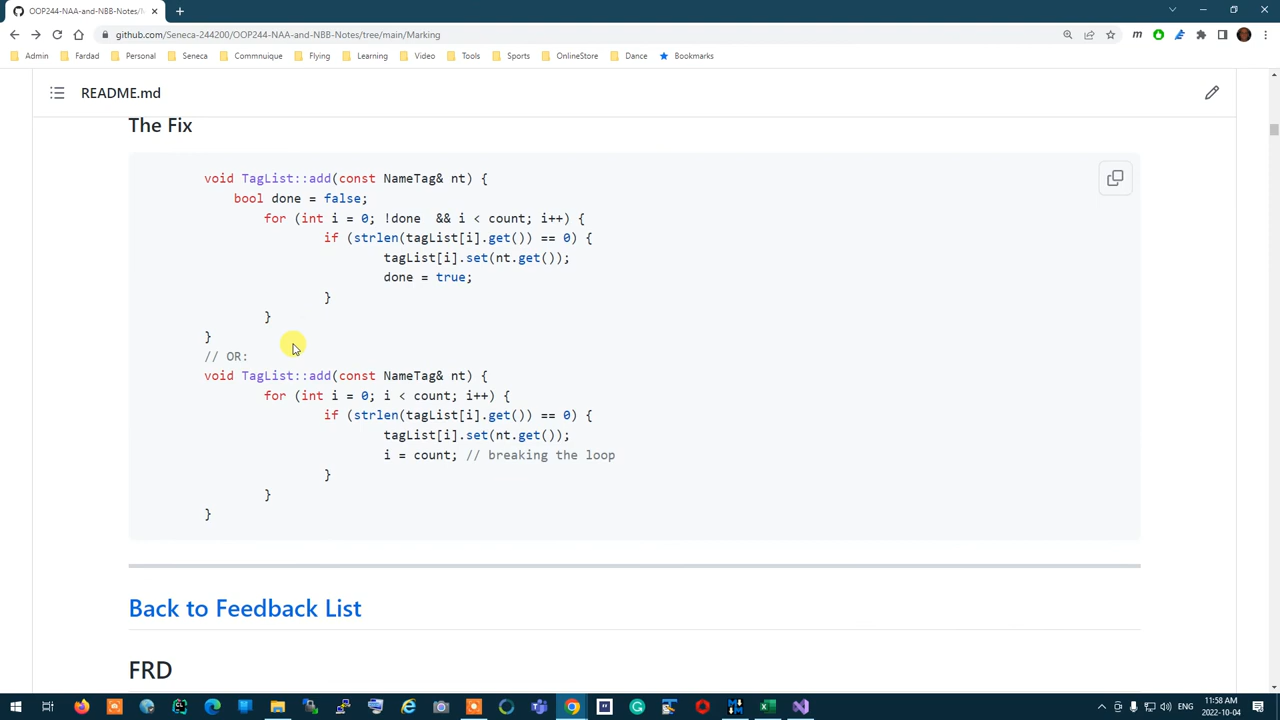 OOP244-NAA-and-NBB-Notes/
github.com/Seneca-244200/OOP244-NAA-and-NBB-Notes/tree/main/Marking
Admin Fardad Personal Seneca Commnuique Flying Learning Video Tools Sports OnlineStore Dance Bookmarks
README.md
The Fix
void TagList::add(const NameTag& nt) {
bool done = false;
for (int i = 0; !done && i < count; i++) {
if (strlen(tagList[i].get()) == 0) {
tagList[i].set(nt.get());
done = true;
}
}
}
// OR:
void TagList::add(const NameTag& nt) {
for (int i = 0; i < count; i++) {
if (strlen(tagList[i].get()) == 0) {
tagList[i].set(nt.get());
i = count; // breaking the loop
}
}
}
Back to Feedback List
FRD
11:58 AM
2022-10-04